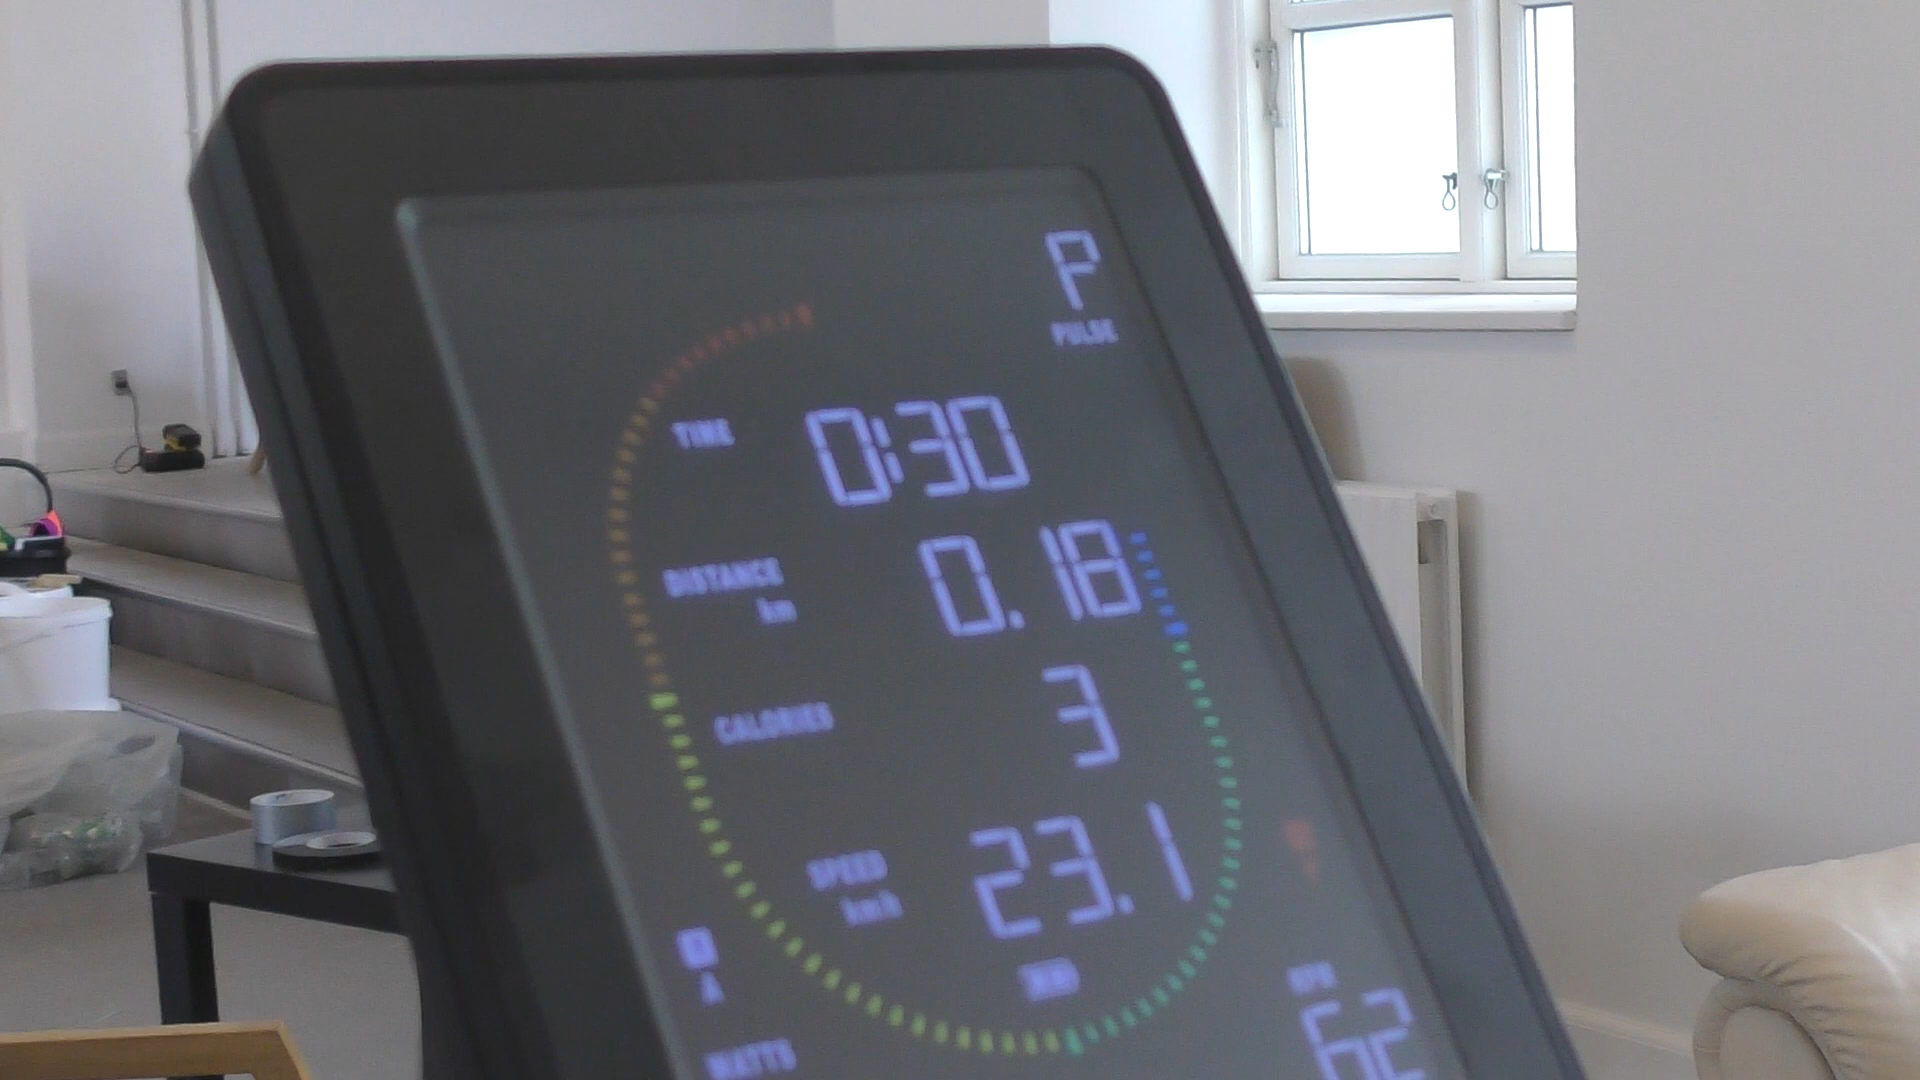 P
PULSE
TIME 0:30
DISTANCE 0.18
km
CALORIES 3
SPEED 23.1
km/h
A
RPM
62
WATTS